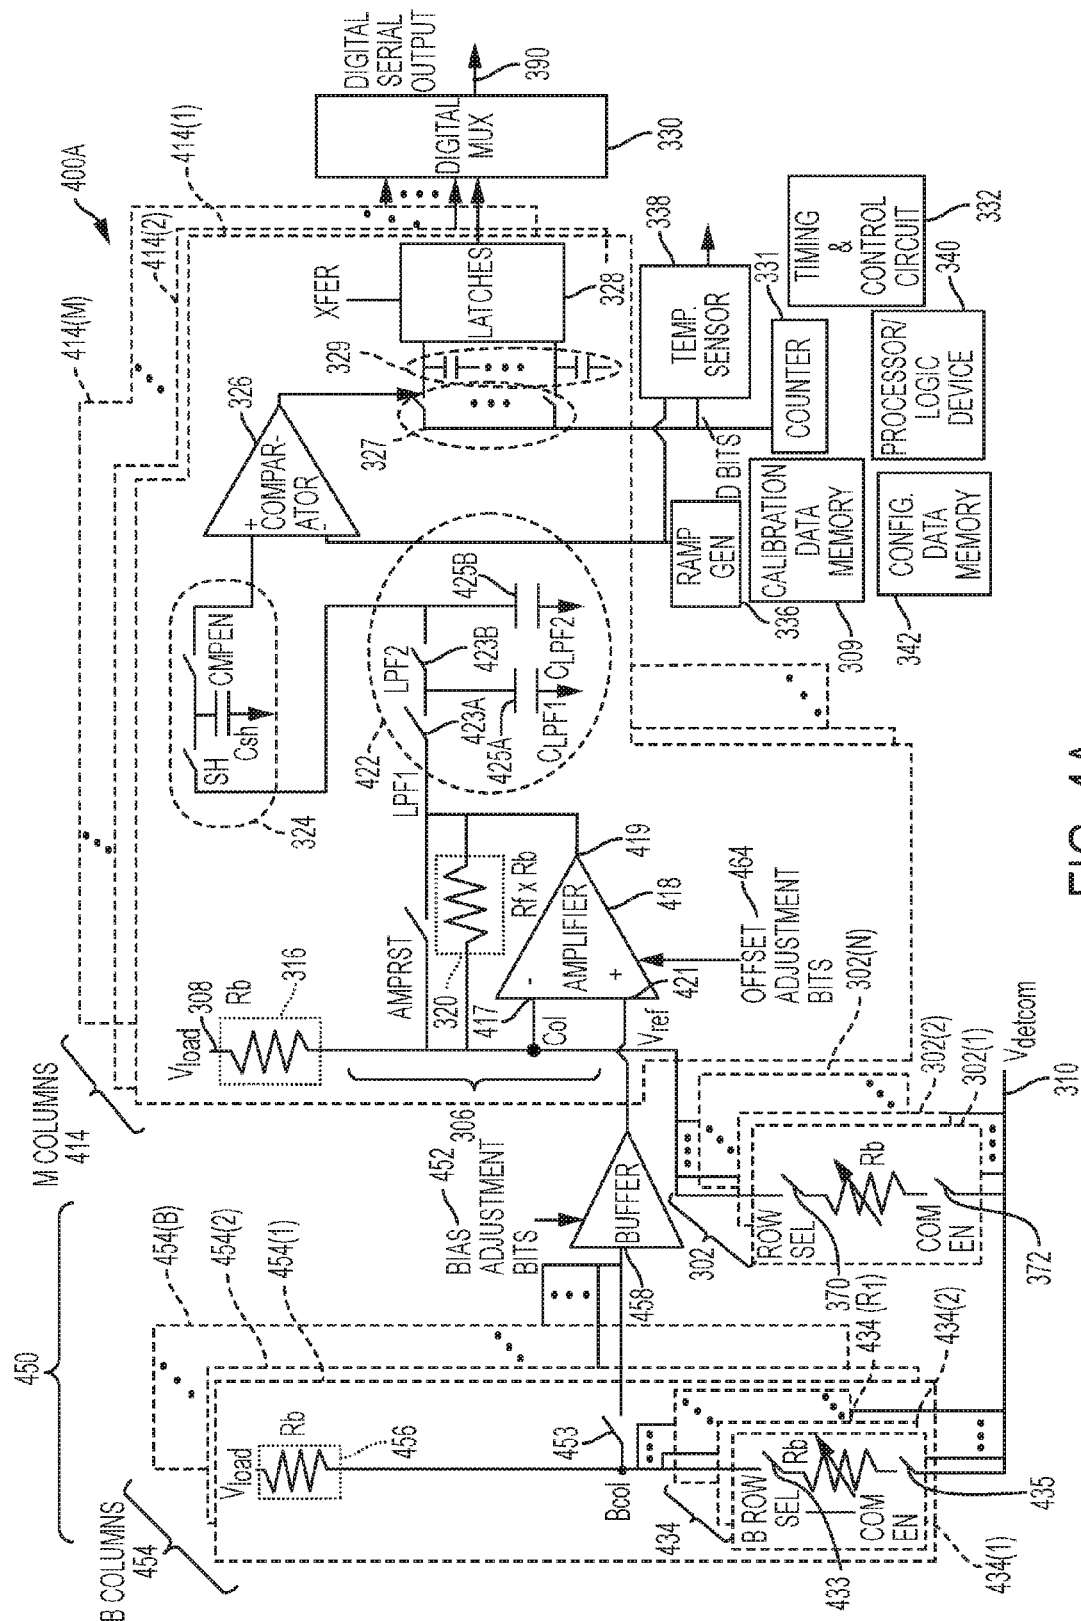 400A
450
B COLUMNS
454
454(B)
454(2)
454(1)
M COLUMNS
414
414(M)
414(2)
414(1)
Vload
Rb
456
Bcol
453
434
B ROW
SEL
Rb
COM
EN
433
435
434(1)
434(2)
434 (R1)
BIAS
ADJUSTMENT
BITS
452
458
BUFFER
306
Vload
308
Rb
316
AMPRST
320
Rf x Rb
417
Col
AMPLIFIER
-
+
419
418
421
Vref
464
OFFSET
ADJUSTMENT
BITS
302
ROW
SEL
Rb
COM
EN
370
372
302(N)
302(2)
302(1)
Vdetcom
310
324
SH
Csh
CMPEN
LPF1
422
423A
LPF2
423B
425A
425B
CLPF1
CLPF2
+
COMPAR-
ATOR
-
326
327
329
XFER
LATCHES
328
DIGITAL
MUX
330
DIGITAL
SERIAL
OUTPUT
390
RAMP
GEN
336
D BITS
TEMP.
SENSOR
338
COUNTER
331
TIMING
&
CONTROL
CIRCUIT
332
CALIBRATION
DATA
MEMORY
309
CONFIG.
DATA
MEMORY
342
PROCESSOR/
LOGIC
DEVICE
340